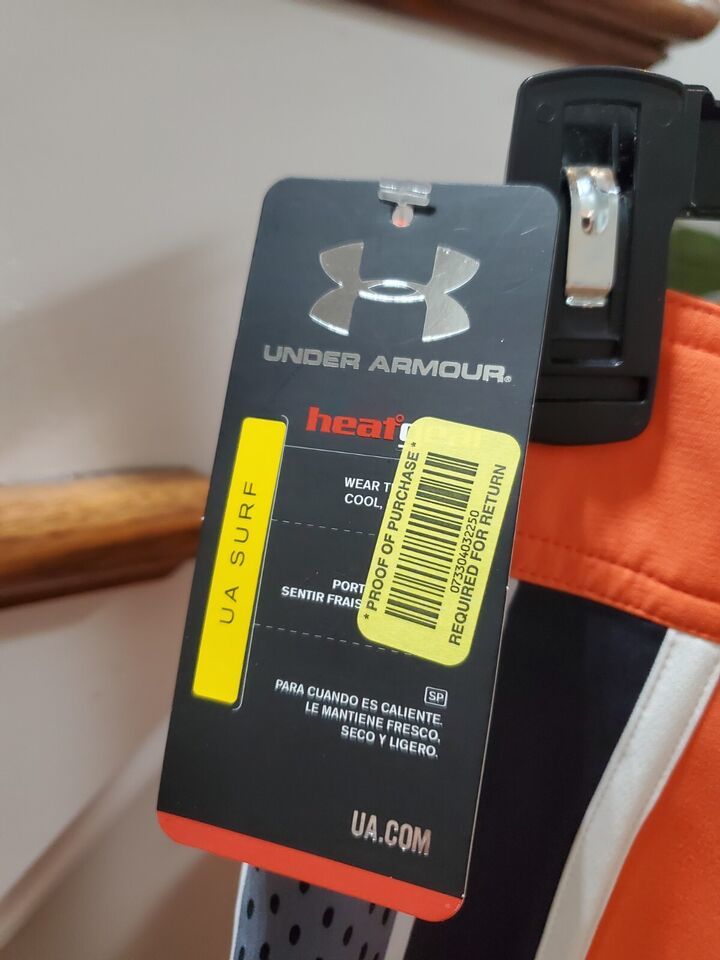 UNDER ARMOUR®
heat
UA SURF
WEAR
COOL,
* PROOF OF PURCHASE *
073304032250
REQUIRED FOR RETURN
SENTIR FRAIS
SP
PARA CUANDO ES CALIENTE.
LE MANTIENE FRESCO,
SECO Y LIGERO.
UA.COM